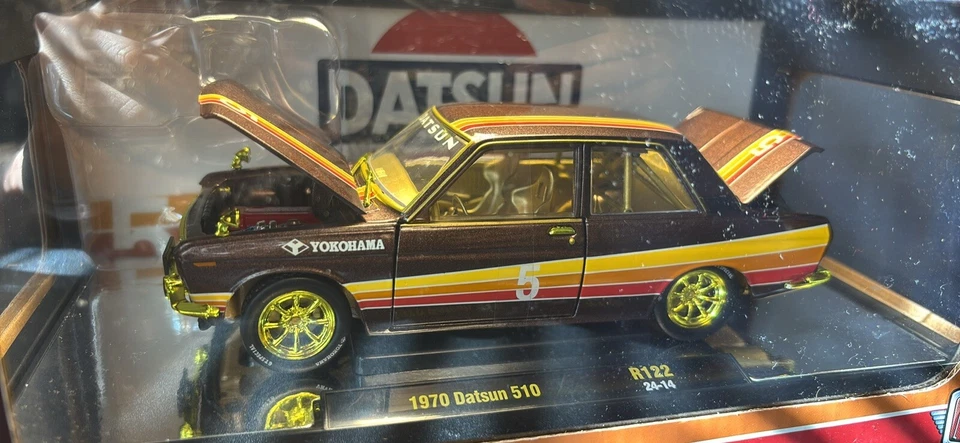 DATSUN
DATSUN
YOKOHAMA
5
1970 Datsun 510
R122
24-14